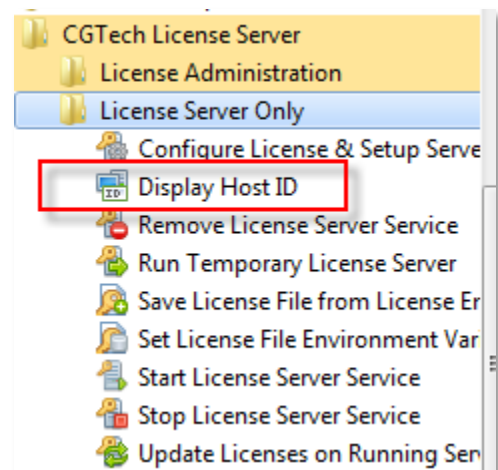 CGTech License Server
License Administration
License Server Only
Configure License & Setup Serve
Display Host ID
Remove License Server Service
Run Temporary License Server
Save License File from License Er
Set License File Environment Var
Start License Server Service
Stop License Server Service
Update Licenses on Running Serv